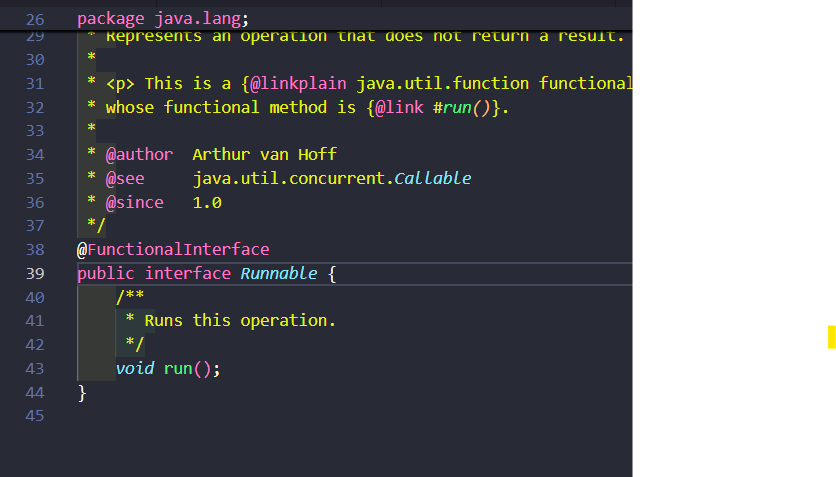 26 package java.lang;
29 * Represents an operation that does not return a result.
30 *
31 * <p> This is a {@linkplain java.util.function functional
32 * whose functional method is {@link #run()}.
33 *
34 * @author Arthur van Hoff
35 * @see java.util.concurrent.Callable
36 * @since 1.0
37 */
38 @FunctionalInterface
39 public interface Runnable {
40 /**
41 * Runs this operation.
42 */
43 void run();
44 }
45